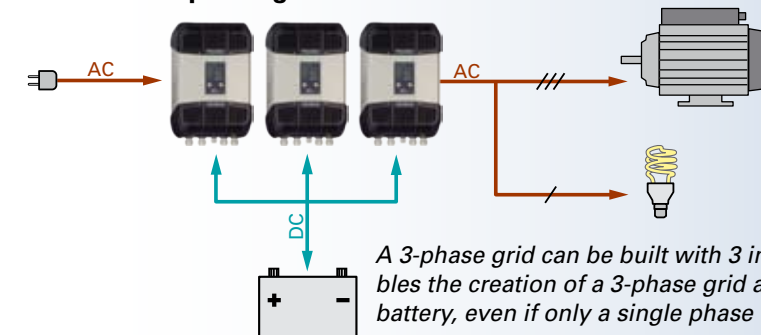 AC
AC
DC
+ -
A 3-phase grid can be built with 3 in
bles the creation of a 3-phase grid a
battery, even if only a single phase